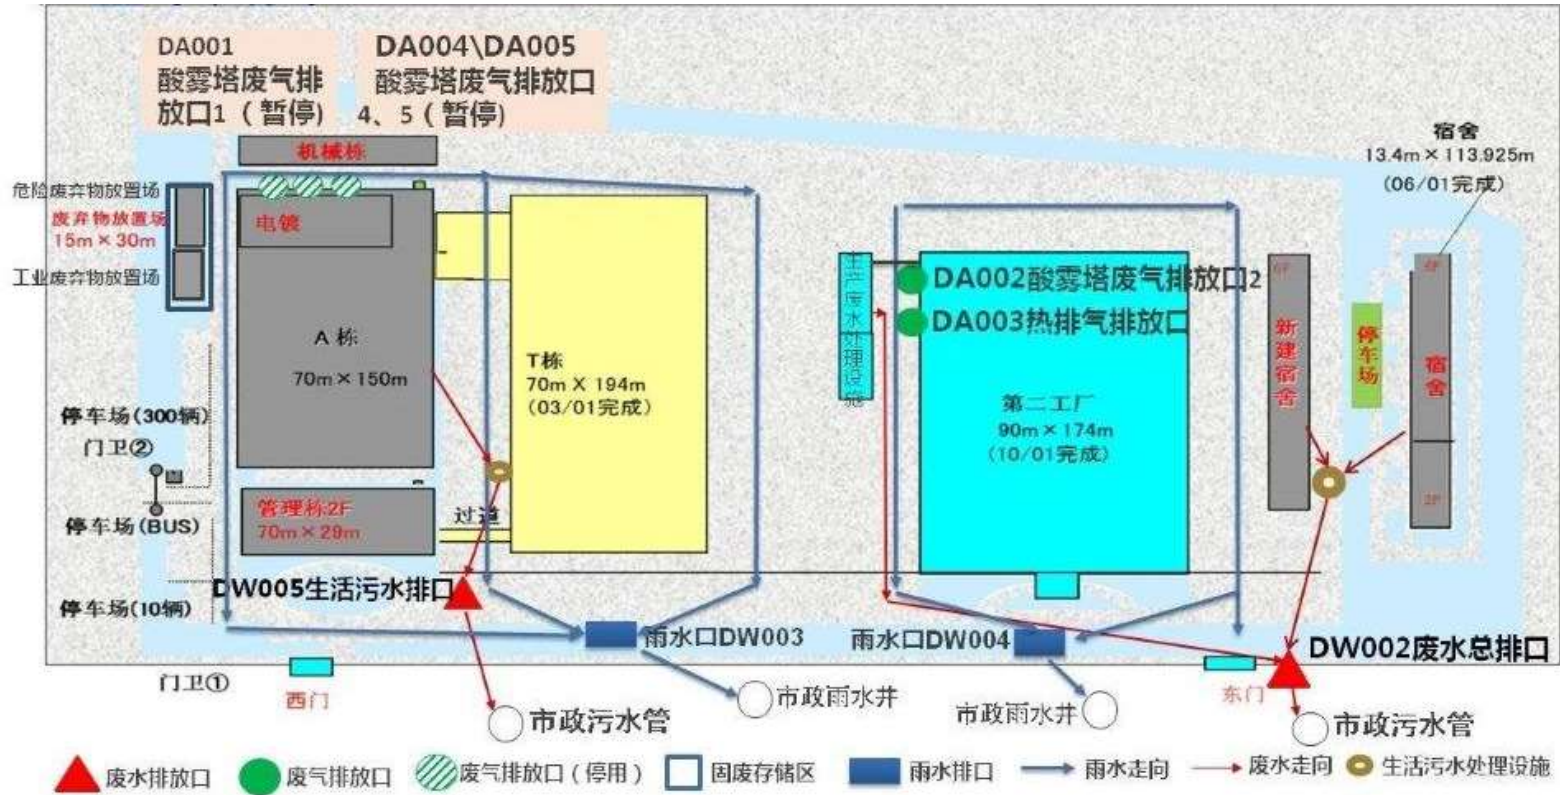 DA001
酸雾塔废气排
放口1（暂停）
DA004\DA005
酸雾塔废气排放口
4、5（暂停）
机械栋
宿舍
13.4m×113.925m
(06/01完成)
危险废弃物放置场
废弃物放置场
15m×30m
工业废弃物放置场
电镀
A 栋
70m×150m
T栋
70m X 194m
(03/01完成)
生产废水处理设施
DA002酸雾塔废气排放口2
DA003热排气排放口
第二工厂
90m×174m
(10/01完成)
6F
新建宿舍
停车场
6F
宿舍
2F
停车场(300辆)
门卫②
停车场(BUS)
停车场(10辆)
管理栋2F
70m×29m
过道
DW005生活污水排口
雨水口DW003
雨水口DW004
DW002废水总排口
门卫①
西门
东门
市政污水管
市政雨水井
市政雨水井
市政污水管
废水排放口
废气排放口
废气排放口（停用）
固废存储区
雨水排口
雨水走向
废水走向
生活污水处理设施